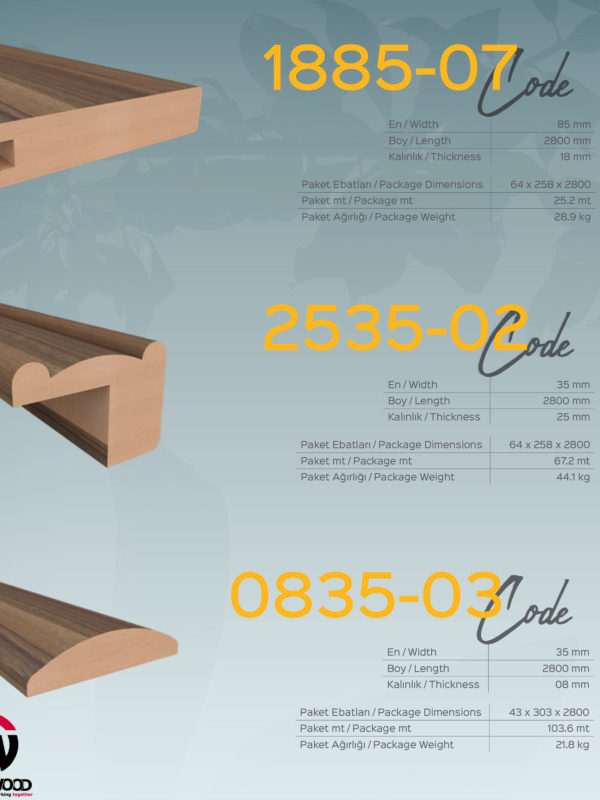 1885-07 Code
En / Width 85 mm
Boy / Length 2800 mm
Kalınlık / Thickness 18 mm
Paket Ebatları / Package Dimensions 64 x 258 x 2800
Paket mt / Package mt 25.2 mt
Paket Ağırlığı / Package Weight 28.9 kg
2535-02 Code
En / Width 35 mm
Boy / Length 2800 mm
Kalınlık / Thickness 25 mm
Paket Ebatları / Package Dimensions 64 x 258 x 2800
Paket mt / Package mt 67.2 mt
Paket Ağırlığı / Package Weight 44.1 kg
0835-03 Code
En / Width 35 mm
Boy / Length 2800 mm
Kalınlık / Thickness 08 mm
Paket Ebatları / Package Dimensions 43 x 303 x 2800
Paket mt / Package mt 103.6 mt
Paket Ağırlığı / Package Weight 21.8 kg
WOOD
rking together